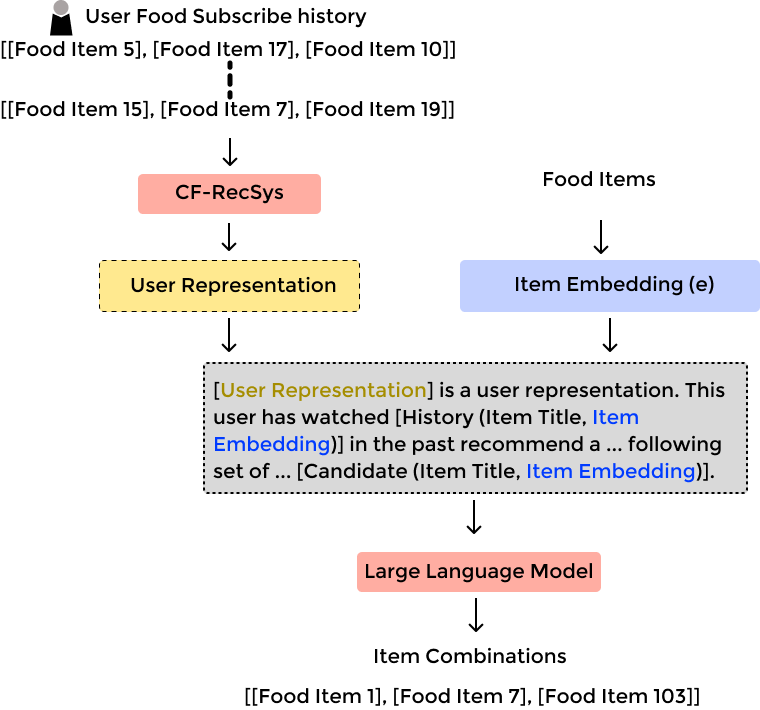 User Food Subscribe history
[[Food Item 5], [Food Item 17], [Food Item 10]]
[[Food Item 15], [Food Item 7], [Food Item 19]]
CF-RecSys
Food Items
User Representation
Item Embedding (e)
[User Representation] is a user representation. This
user has watched [History (Item Title, Item
Embedding)] in the past recommend a ... following
set of ... [Candidate (Item Title, Item Embedding)].
Large Language Model
Item Combinations
[[Food Item 1], [Food Item 7], [Food Item 103]]